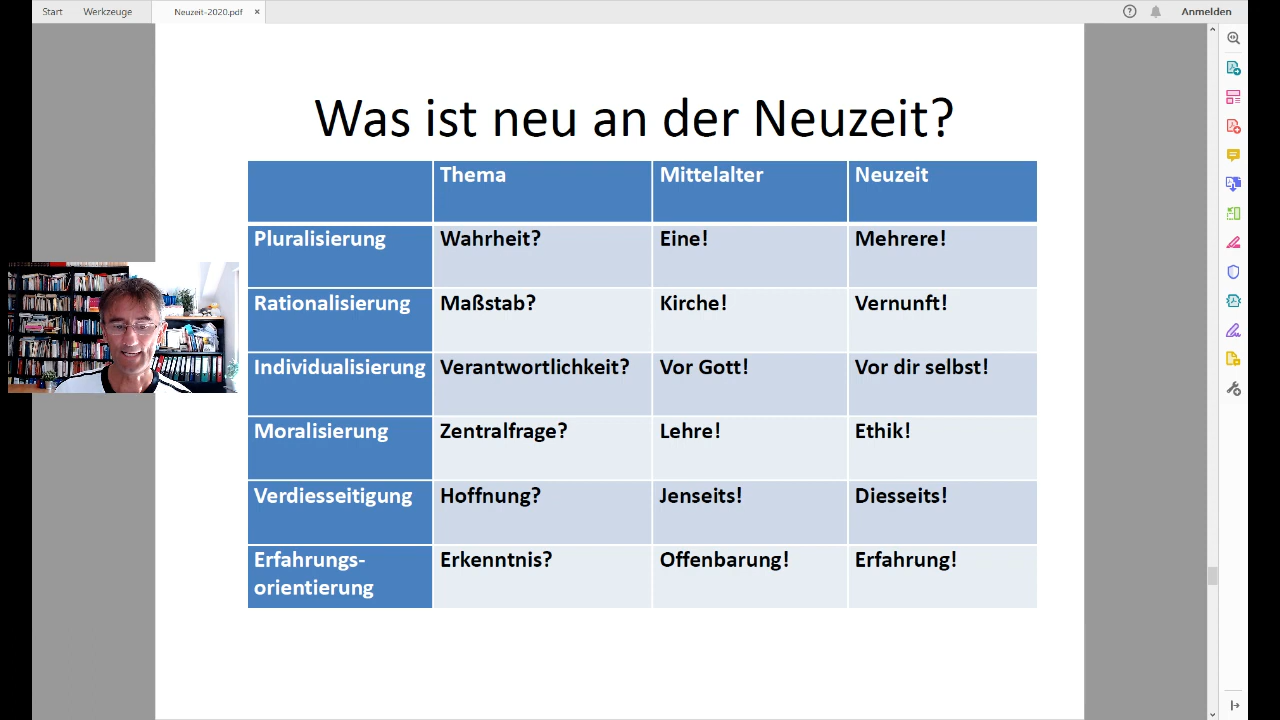 Start Werkzeuge Neuzeit-2020.pdf × Anmelden
Was ist neu an der Neuzeit?
Thema Mittelalter Neuzeit
Pluralisierung Wahrheit? Eine! Mehrere!
Rationalisierung Maßstab? Kirche! Vernunft!
Individualisierung Verantwortlichkeit? Vor Gott! Vor dir selbst!
Moralisierung Zentralfrage? Lehre! Ethik!
Verdiesseitigung Hoffnung? Jenseits! Diesseits!
Erfahrungs- Erkenntnis? Offenbarung! Erfahrung!
orientierung